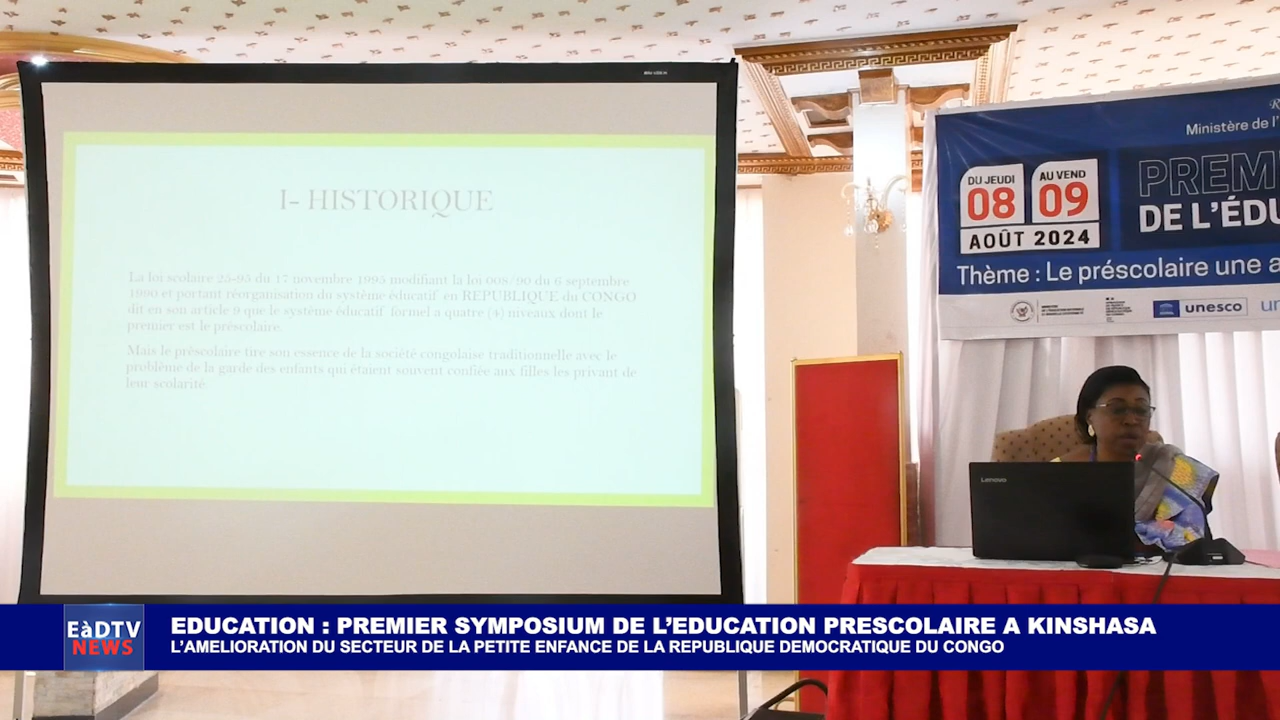 I- HISTORIQUE
La loi scolaire 25-95 du 17 novembre 1995 modifiant la loi 008/90 du 6 septembre
1990 et portant réorganisation du système éducatif en REPUBLIQUE du CONGO
dit en son article 9 que le système éducatif formel a quatre (4) niveaux dont le
premier est le préscolaire.
Mais le préscolaire tire son essence de la société congolaise traditionnelle avec le
problème de la garde des enfants qui étaient souvent confiée aux filles les privant de
leur scolarité
Ministère de l'
DU JEUDI
08
AU VEND
09
AOÛT 2024
PREM
DE L'ÉDU
Thème : Le préscolaire une a
unesco
Lenovo
EàDTV
NEWS
EDUCATION : PREMIER SYMPOSIUM DE L'EDUCATION PRESCOLAIRE A KINSHASA
L'AMELIORATION DU SECTEUR DE LA PETITE ENFANCE DE LA REPUBLIQUE DEMOCRATIQUE DU CONGO